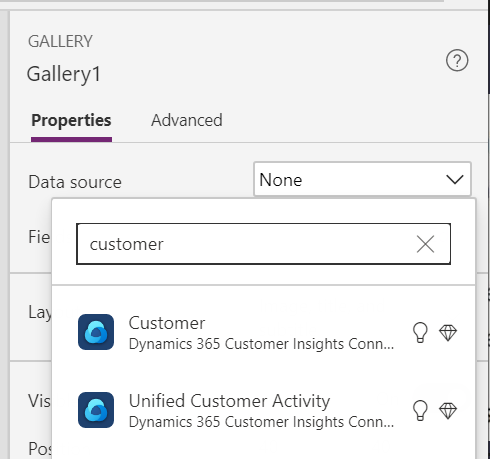 GALLERY
Gallery1
Properties Advanced
Data source None
Fie
customer
Lay
Customer
Dynamics 365 Customer Insights Conn...
Vis
Unified Customer Activity
Dynamics 365 Customer Insights Conn...
Pos